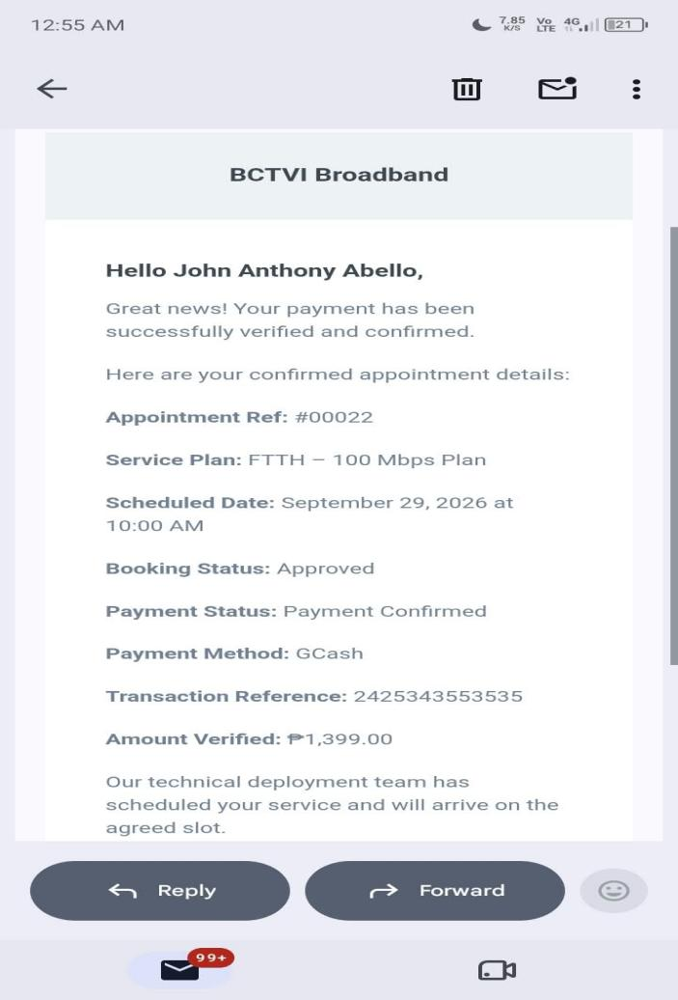 12:55 AM
7.85 K/S Vo LTE 4G 21
BCTVI Broadband
Hello John Anthony Abello,
Great news! Your payment has been
successfully verified and confirmed.
Here are your confirmed appointment details:
Appointment Ref: #00022
Service Plan: FTTH – 100 Mbps Plan
Scheduled Date: September 29, 2026 at
10:00 AM
Booking Status: Approved
Payment Status: Payment Confirmed
Payment Method: GCash
Transaction Reference: 2425343553535
Amount Verified: ₱1,399.00
Our technical deployment team has
scheduled your service and will arrive on the
agreed slot.
Reply
Forward
99+